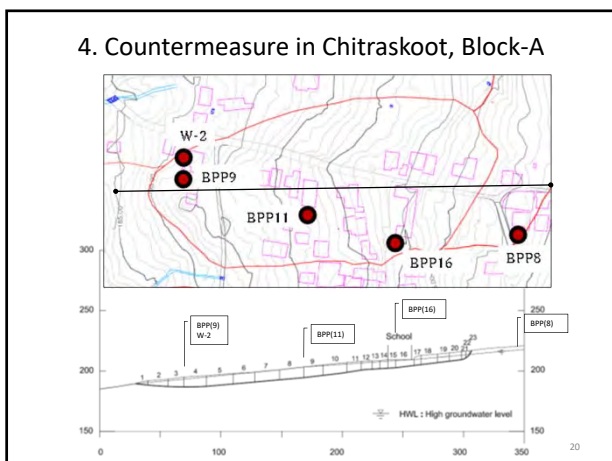 4. Countermeasure in Chitraskoot, Block-A
W-2
BPP9
BPP11
BPP16
BPP8
300
250
250
BPP(9)
W-2
BPP(11)
BPP(16)
School
BPP(8)
1 2 3 4 5 6 7 8 9 10 11 12 13 14 15 16 17 18 19 20 21 22 23
200
200
HWL : High groundwater level
150
150
0
100
200
300
350
20